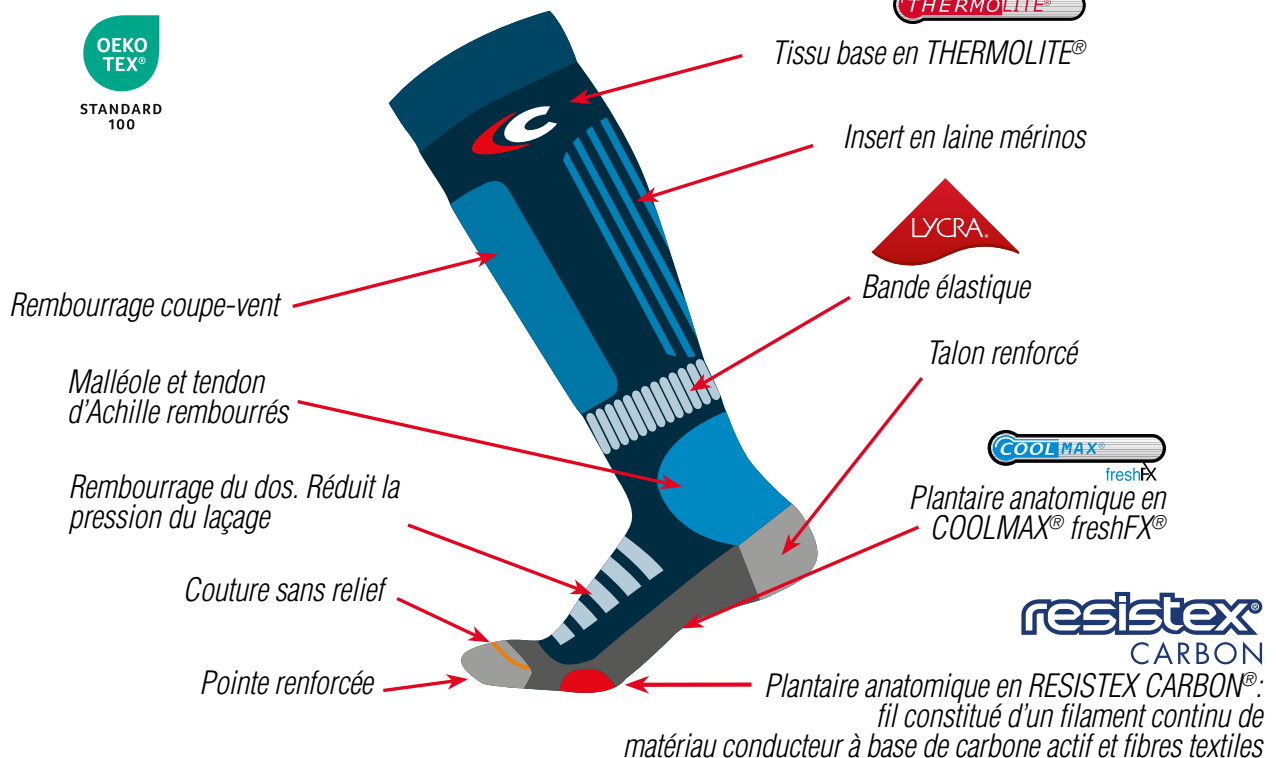 THERMOLITE®
OEKO
TEX®
STANDARD
100
Tissu base en THERMOLITE®
Insert en laine mérinos
LYCRA®
Bande élastique
Rembourrage coupe-vent
Talon renforcé
Malléole et tendon
d'Achille rembourrés
COOLMAX®
freshFX
Rembourrage du dos. Réduit la
pression du laçage
Plantaire anatomique en
COOLMAX® freshFX®
Couture sans relief
resistex®
CARBON
Pointe renforcée
Plantaire anatomique en RESISTEX CARBON®:
fil constitué d'un filament continu de
matériau conducteur à base de carbone actif et fibres textiles